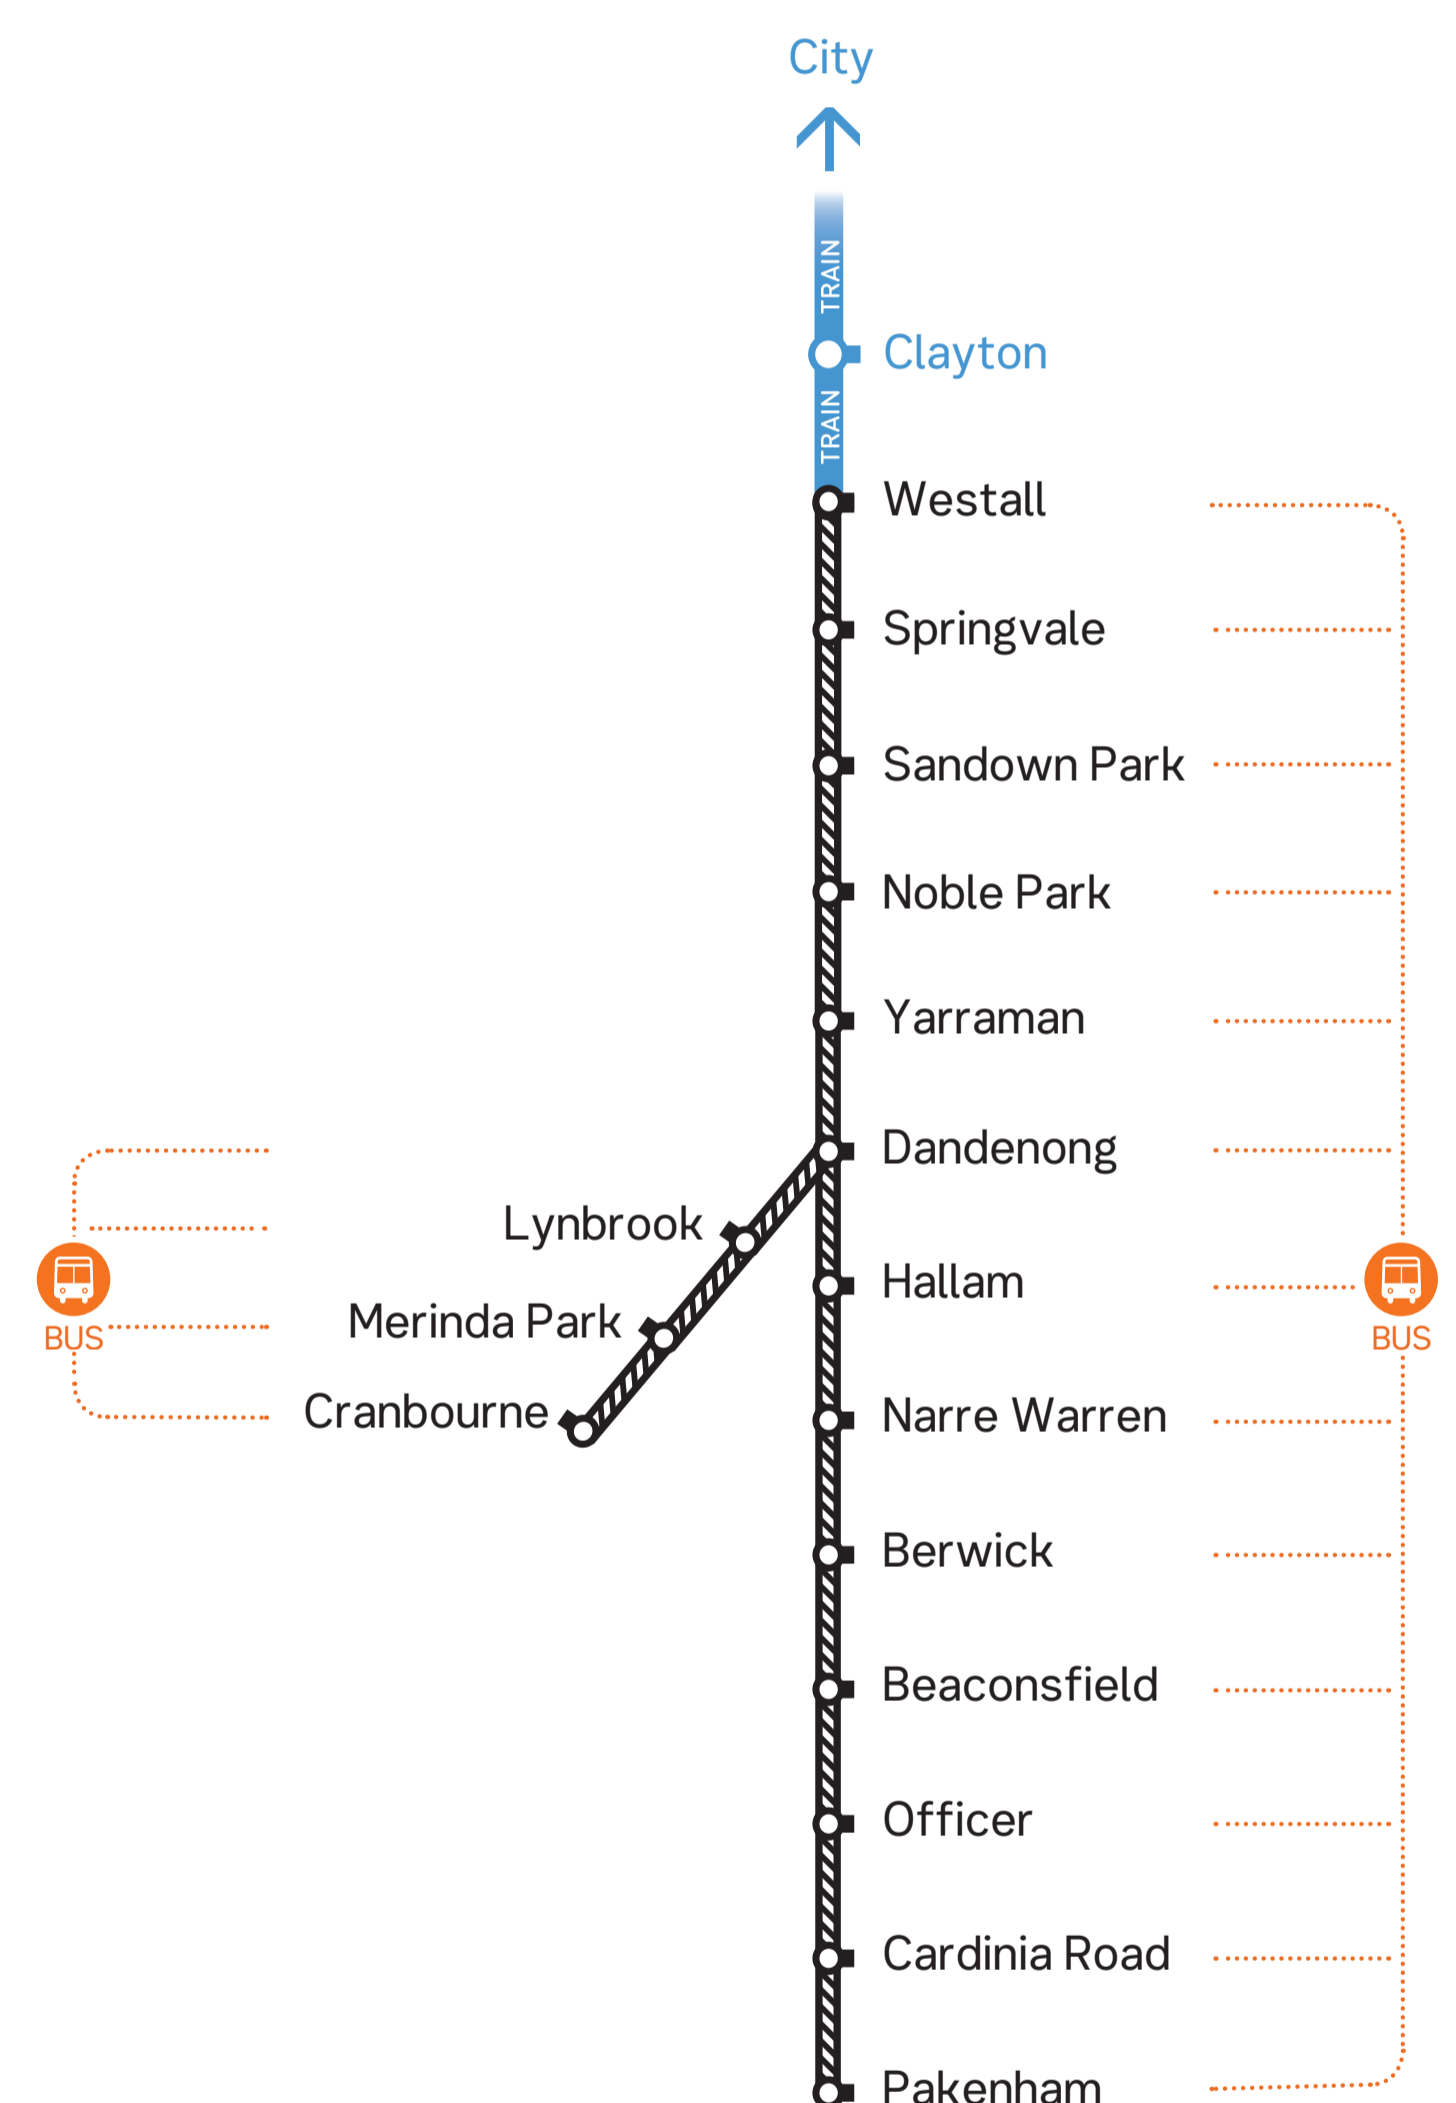 City
TRAIN
Clayton
TRAIN
Westall
Springvale
Sandown Park
Noble Park
Yarraman
Dandenong
Lynbrook
Hallam
Merinda Park
BUS
BUS
Cranbourne
Narre Warren
Berwick
Beaconsfield
Officer
Cardinia Road
Pakenham